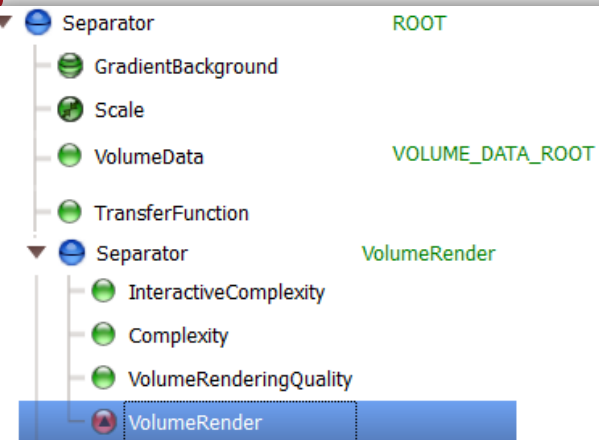 Separator ROOT
GradientBackground
Scale
VolumeData VOLUME_DATA_ROOT
TransferFunction
Separator VolumeRender
InteractiveComplexity
Complexity
VolumeRenderingQuality
VolumeRender